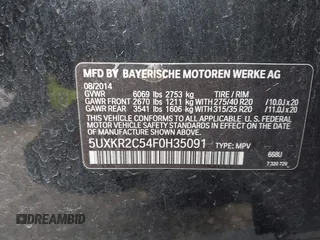 MFD BY BAYERISCHE MOTOREN WERKE AG
08/2014
GVWR 6069 lbs 2753 kg TIRE / RIM
GAWR FRONT 2670 lbs 1211 kg 275/40 R20 /10.0J x 20
GAWR REAR 3541 lbs 1606 kg 315/35 R20 /11.0J x 20
THIS VEHICLE CONFORMS TO ALL APPLICABLE U.S. FEDERAL
MOTOR VEHICLE SAFETY STANDARDS IN EFFECT ON THE
DATE OF MANUFACTURE SHOWN ABOVE.
5UXKR2C54F0H35091 TYPE: MPV
668U
7 320 720
DREAMBID